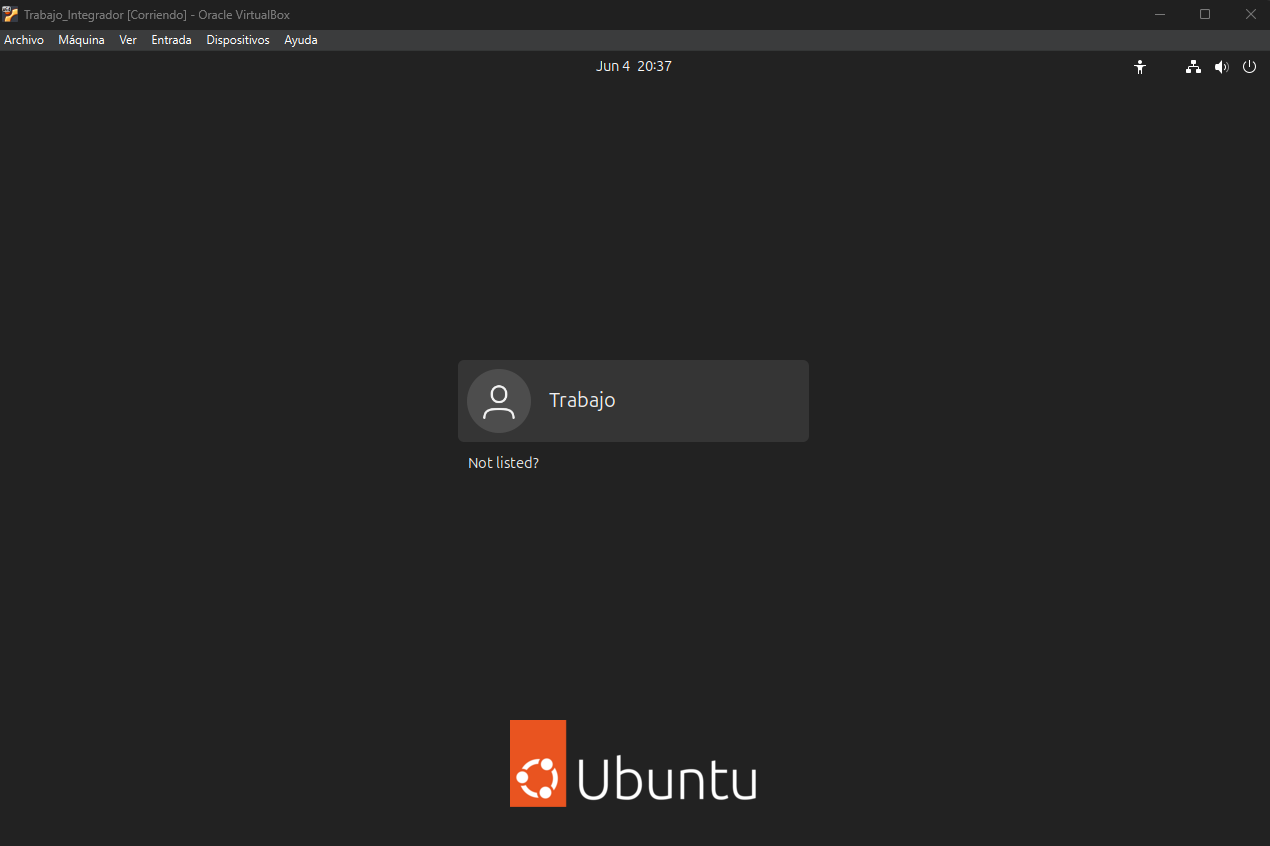 Trabajo_Integrador [Corriendo] - Oracle VirtualBox
Archivo Máquina Ver Entrada Dispositivos Ayuda
Jun 4 20:37
Trabajo
Not listed?
Ubuntu